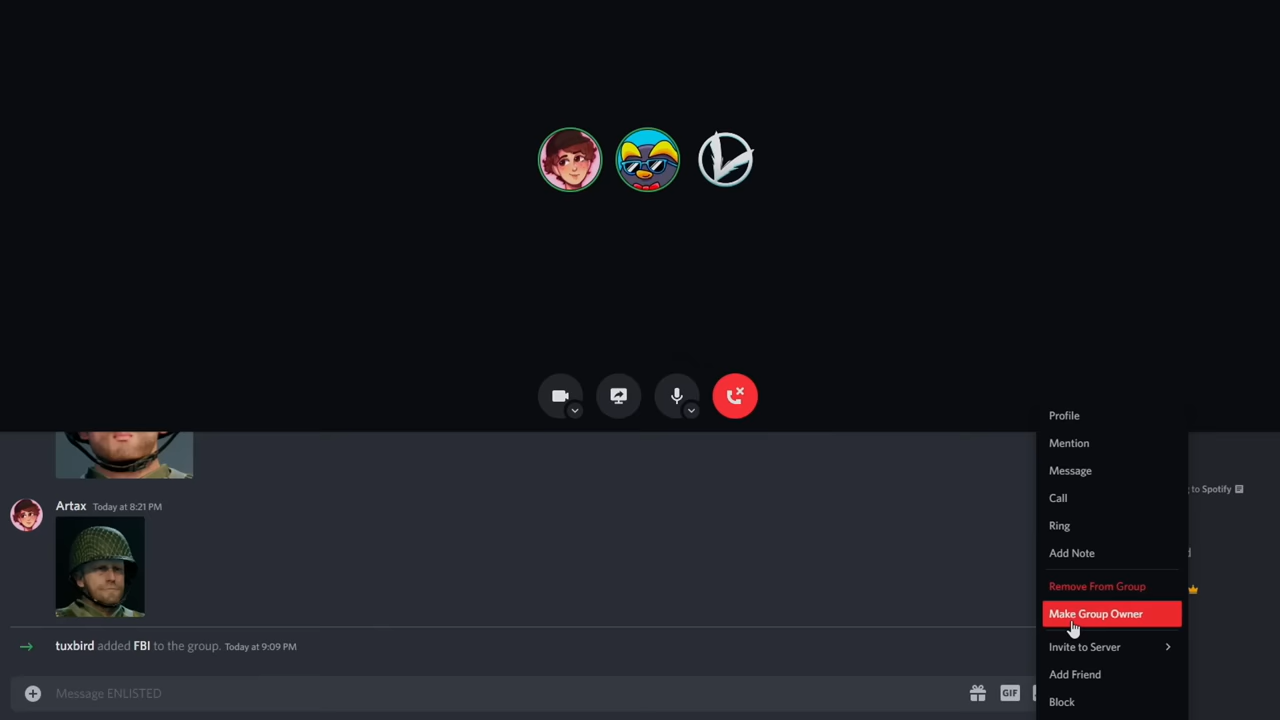 Profile
Mention
Message
Call
Ring
Add Note
Remove From Group
Make Group Owner
Invite to Server
Add Friend
Block
to Spotify
Artax Today at 8:21 PM
tuxbird added FBI to the group. Today at 9:09 PM
Message ENLISTED
GIF